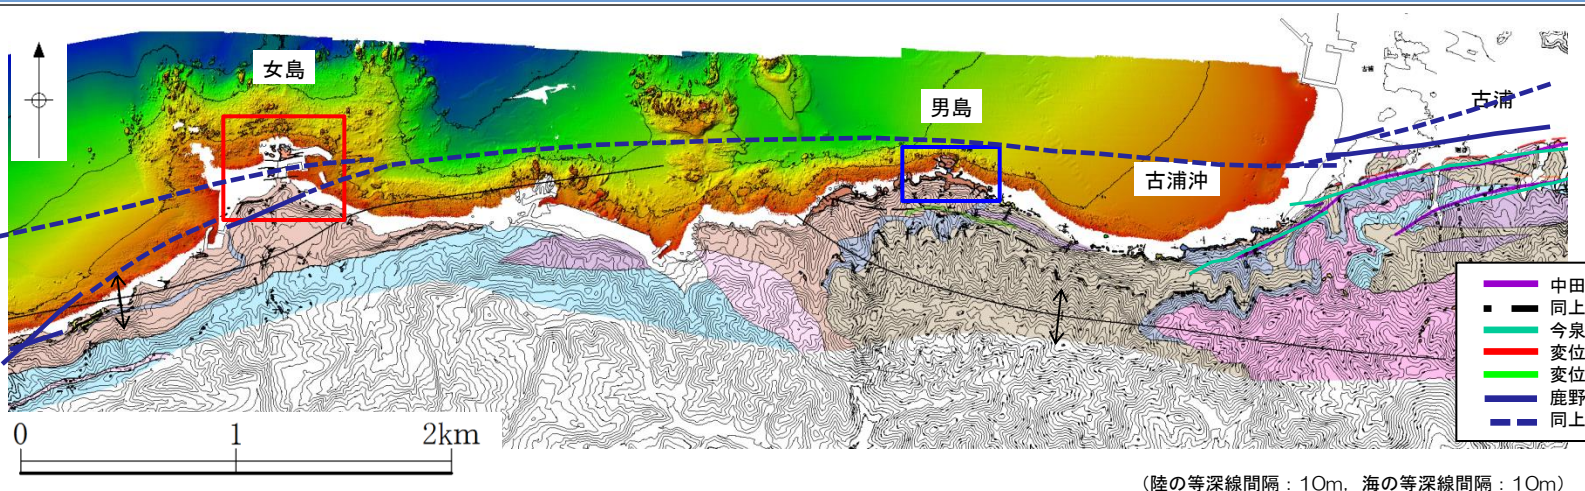 女島
男島
古浦
古浦
古浦沖
中田
同上
今泉
変位
変位
鹿野
同上
0 1 2km
（陸の等深線間隔：10m，海の等深線間隔：10m）